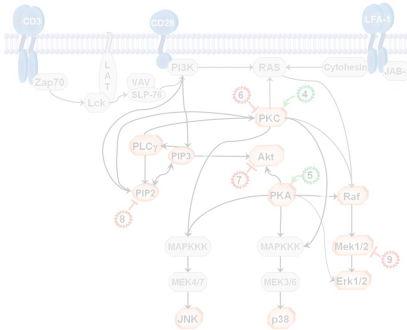 CD3
CD28
LFA-1
PI3K
RAS
Cytohesin
JAB-
Zap70
LAT
VAV
SLP-76
Lck
6
4
PKC
PLCγ
PIP3
Akt
7
5
PIP2
8
PKA
Raf
MAPKKK
MAPKKK
Mek1/2
9
MEK4/7
MEK3/6
Erk1/2
JNK
p38